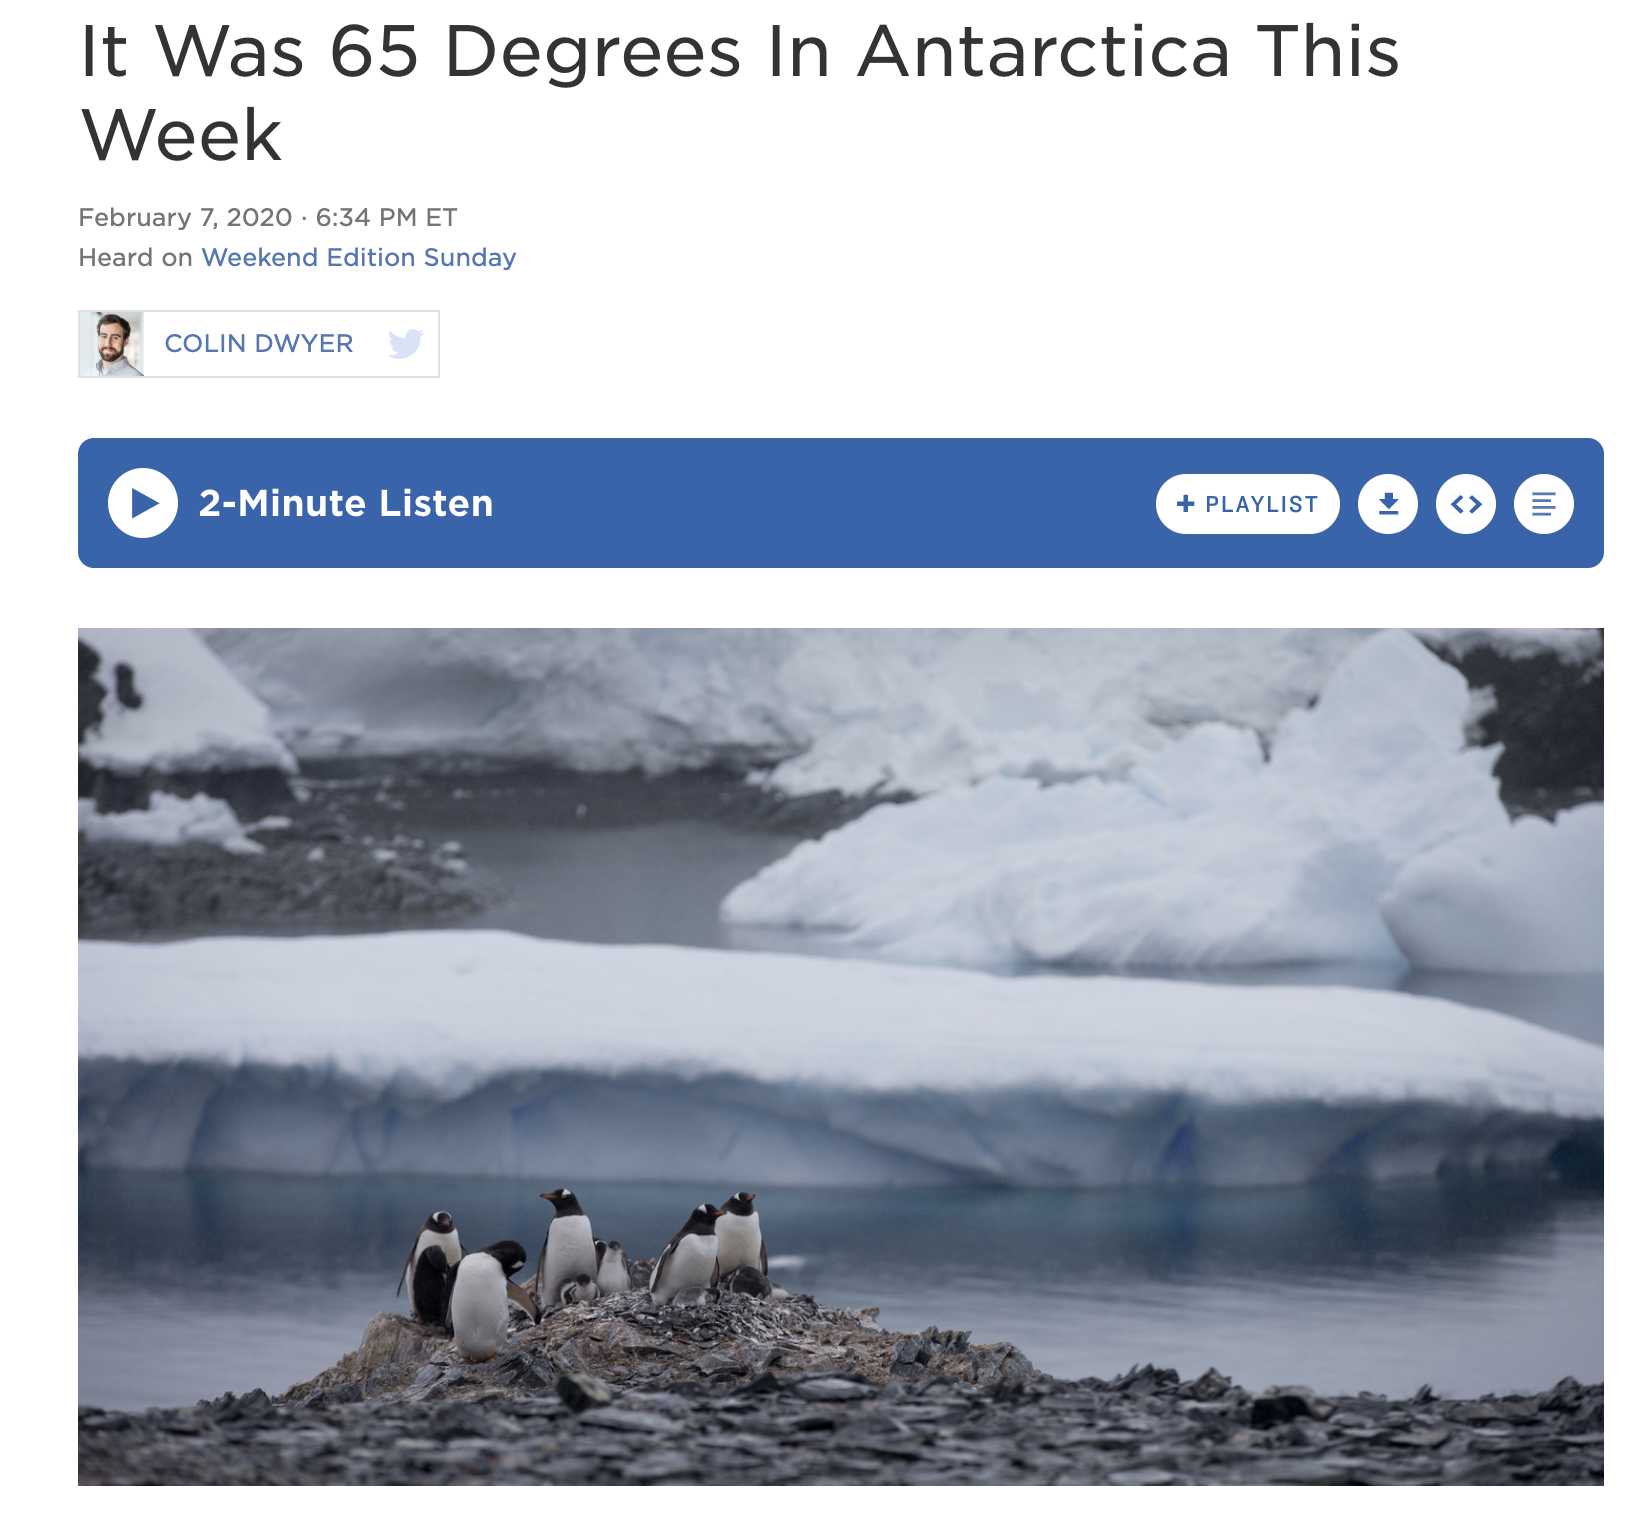 It Was 65 Degrees In Antarctica This
Week
February 7, 2020 · 6:34 PM ET
Heard on Weekend Edition Sunday
COLIN DWYER
2-Minute Listen
+ PLAYLIST